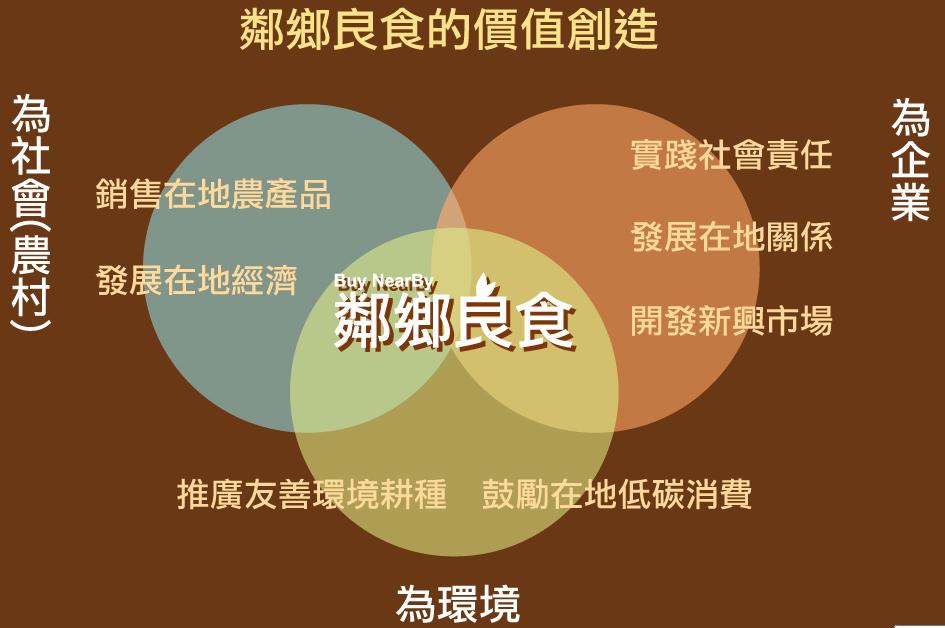 鄰鄉良食的價值創造
為社會(農村)
銷售在地農產品
發展在地經濟
為企業
實踐社會責任
發展在地關係
開發新興市場
Buy NearBy
鄰鄉良食
推廣友善環境耕種 鼓勵在地低碳消費
為環境